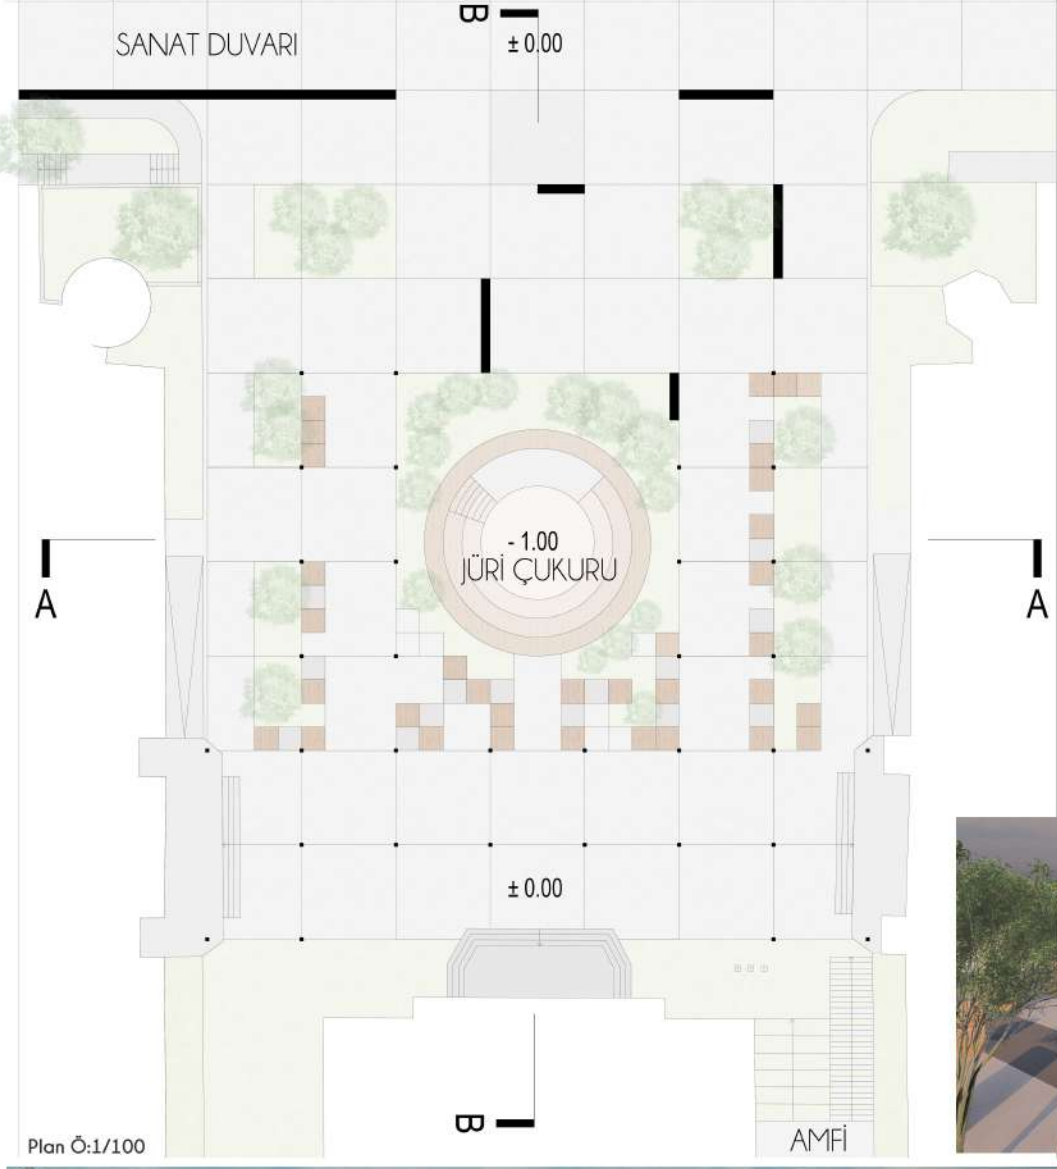 B
± 0.00
SANAT DUVARI
- 1.00
JÜRİ ÇUKURU
A
A
± 0.00
B
AMFİ
Plan Ö:1/100